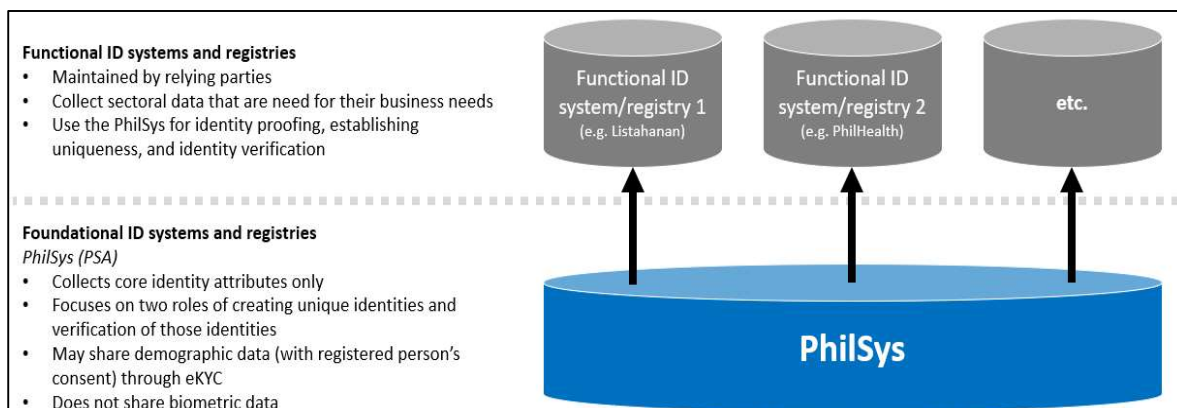 Functional ID systems and registries
• Maintained by relying parties
• Collect sectoral data that are need for their business needs
• Use the PhilSys for identity proofing, establishing
uniqueness, and identity verification
Functional ID
system/registry 1
(e.g. Listahanan)
Functional ID
system/registry 2
(e.g. PhilHealth)
etc.
Foundational ID systems and registries
PhilSys (PSA)
• Collects core identity attributes only
• Focuses on two roles of creating unique identities and
verification of those identities
• May share demographic data (with registered person's
consent) through eKYC
• Does not share biometric data
PhilSys